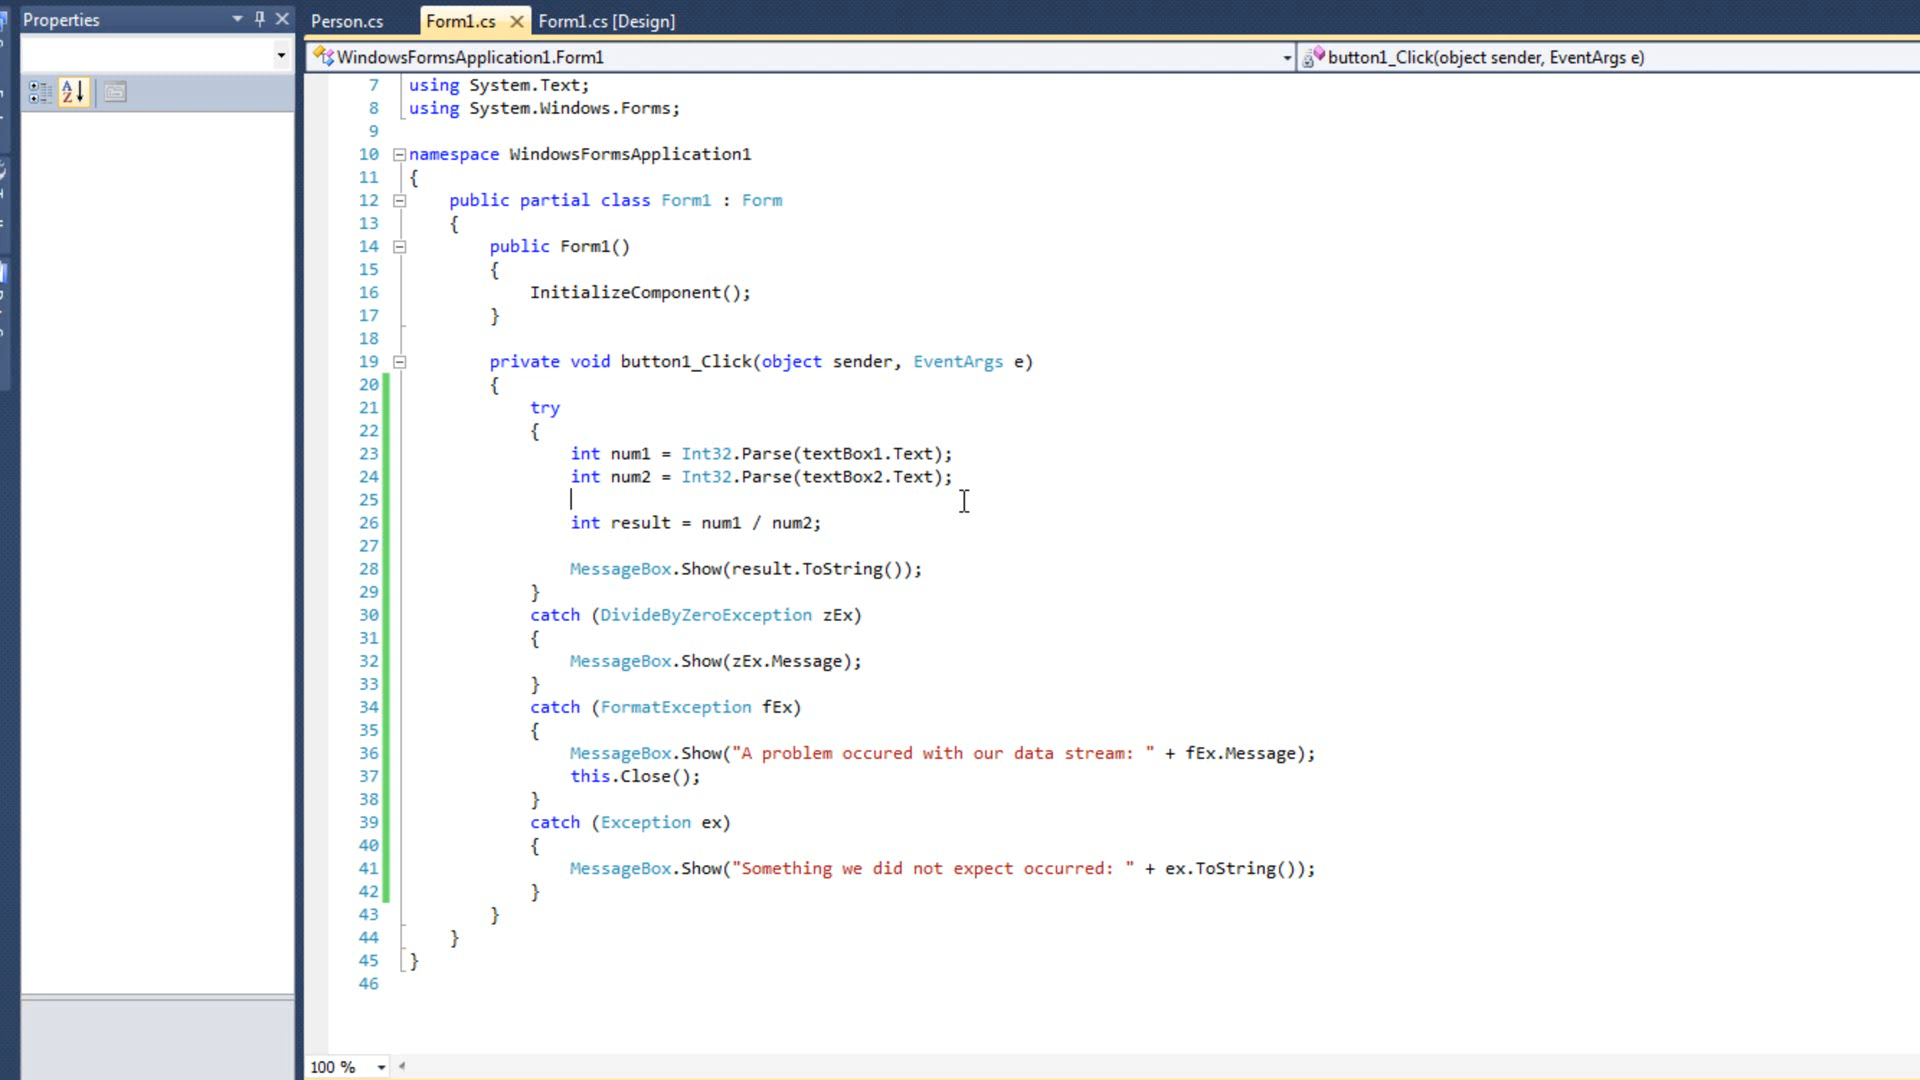 Properties
Person.cs Form1.cs Form1.cs [Design]
WindowsFormsApplication1.Form1 button1_Click(object sender, EventArgs e)
7 using System.Text;
8 using System.Windows.Forms;
9
10 namespace WindowsFormsApplication1
11 {
12 public partial class Form1 : Form
13 {
14 public Form1()
15 {
16 InitializeComponent();
17 }
18
19 private void button1_Click(object sender, EventArgs e)
20 {
21 try
22 {
23 int num1 = Int32.Parse(textBox1.Text);
24 int num2 = Int32.Parse(textBox2.Text);
25
26 int result = num1 / num2;
27
28 MessageBox.Show(result.ToString());
29 }
30 catch (DivideByZeroException zEx)
31 {
32 MessageBox.Show(zEx.Message);
33 }
34 catch (FormatException fEx)
35 {
36 MessageBox.Show("A problem occured with our data stream: " + fEx.Message);
37 this.Close();
38 }
39 catch (Exception ex)
40 {
41 MessageBox.Show("Something we did not expect occurred: " + ex.ToString());
42 }
43 }
44 }
45 }
46
100 %